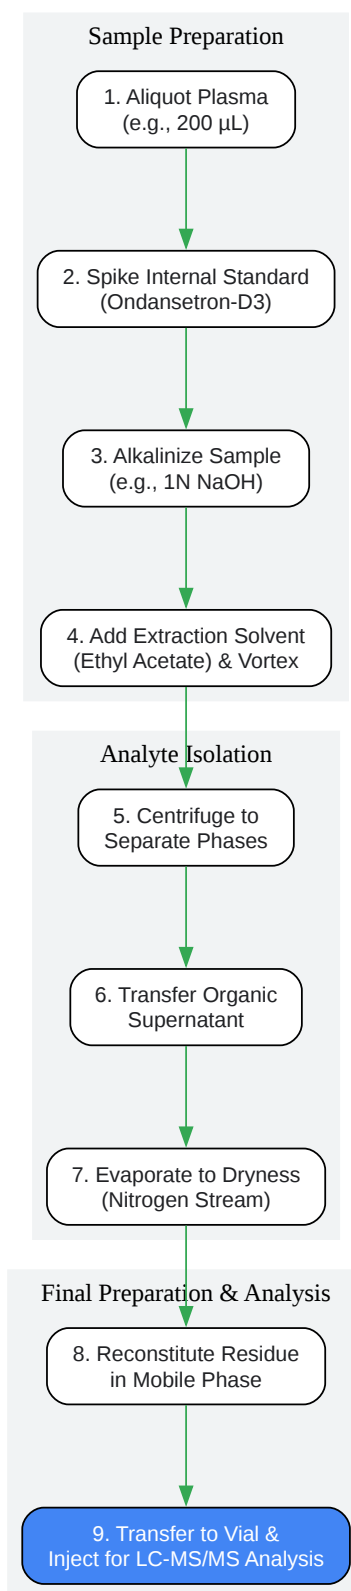 Sample Preparation
1. Aliquot Plasma
(e.g., 200 µL)
2. Spike Internal Standard
(Ondansetron-D3)
3. Alkalinize Sample
(e.g., 1N NaOH)
4. Add Extraction Solvent
(Ethyl Acetate) & Vortex
Analyte Isolation
5. Centrifuge to
Separate Phases
6. Transfer Organic
Supernatant
7. Evaporate to Dryness
(Nitrogen Stream)
Final Preparation & Analysis
8. Reconstitute Residue
in Mobile Phase
9. Transfer to Vial &
Inject for LC-MS/MS Analysis